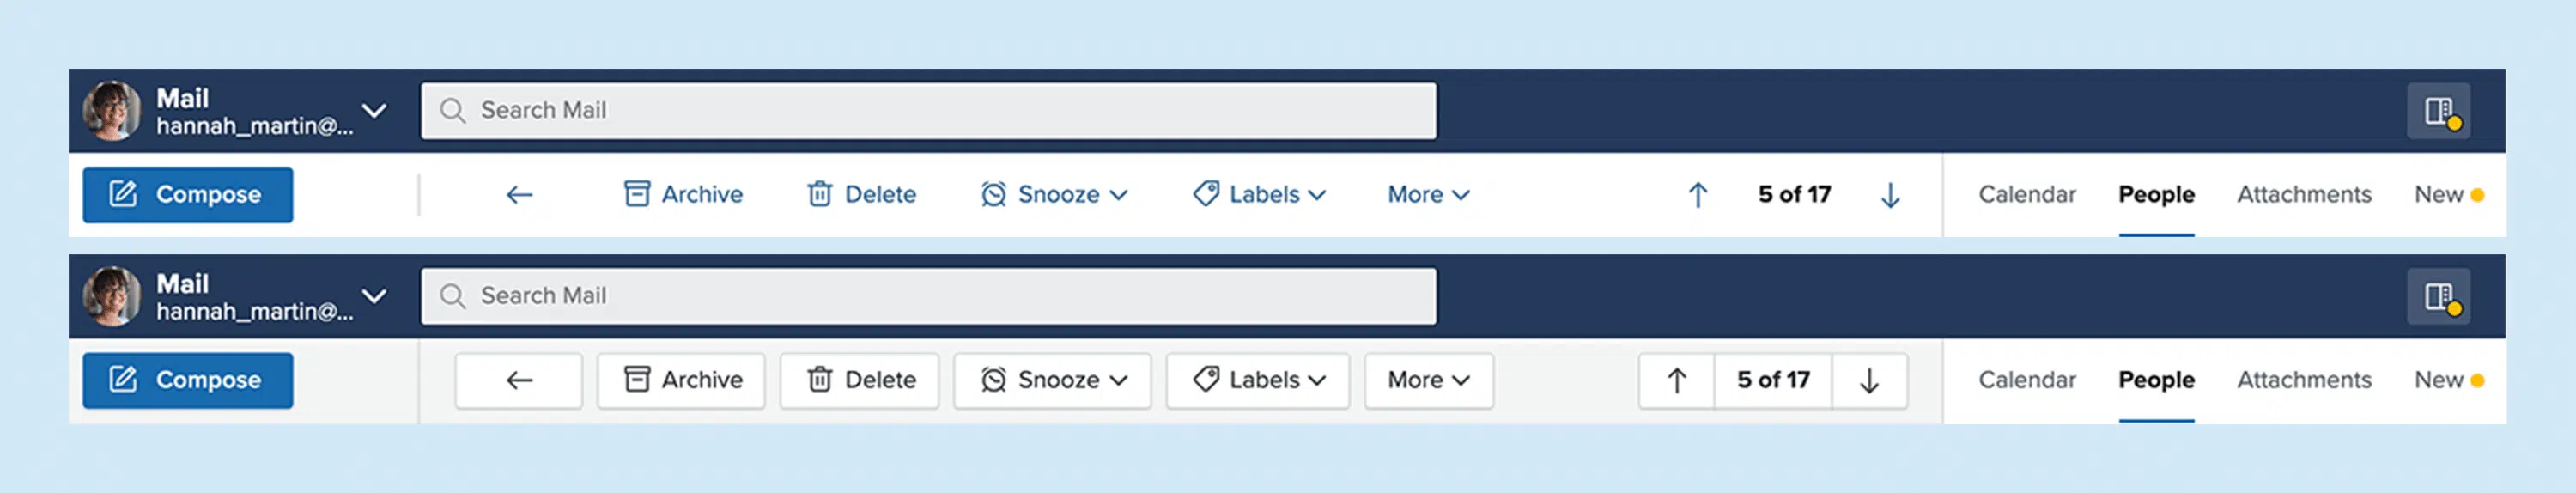 Mail
hannah_martin@...
Search Mail
Compose Archive Delete Snooze Labels More 5 of 17 Calendar People Attachments New
Mail
hannah_martin@...
Search Mail
Compose Archive Delete Snooze Labels More 5 of 17 Calendar People Attachments New